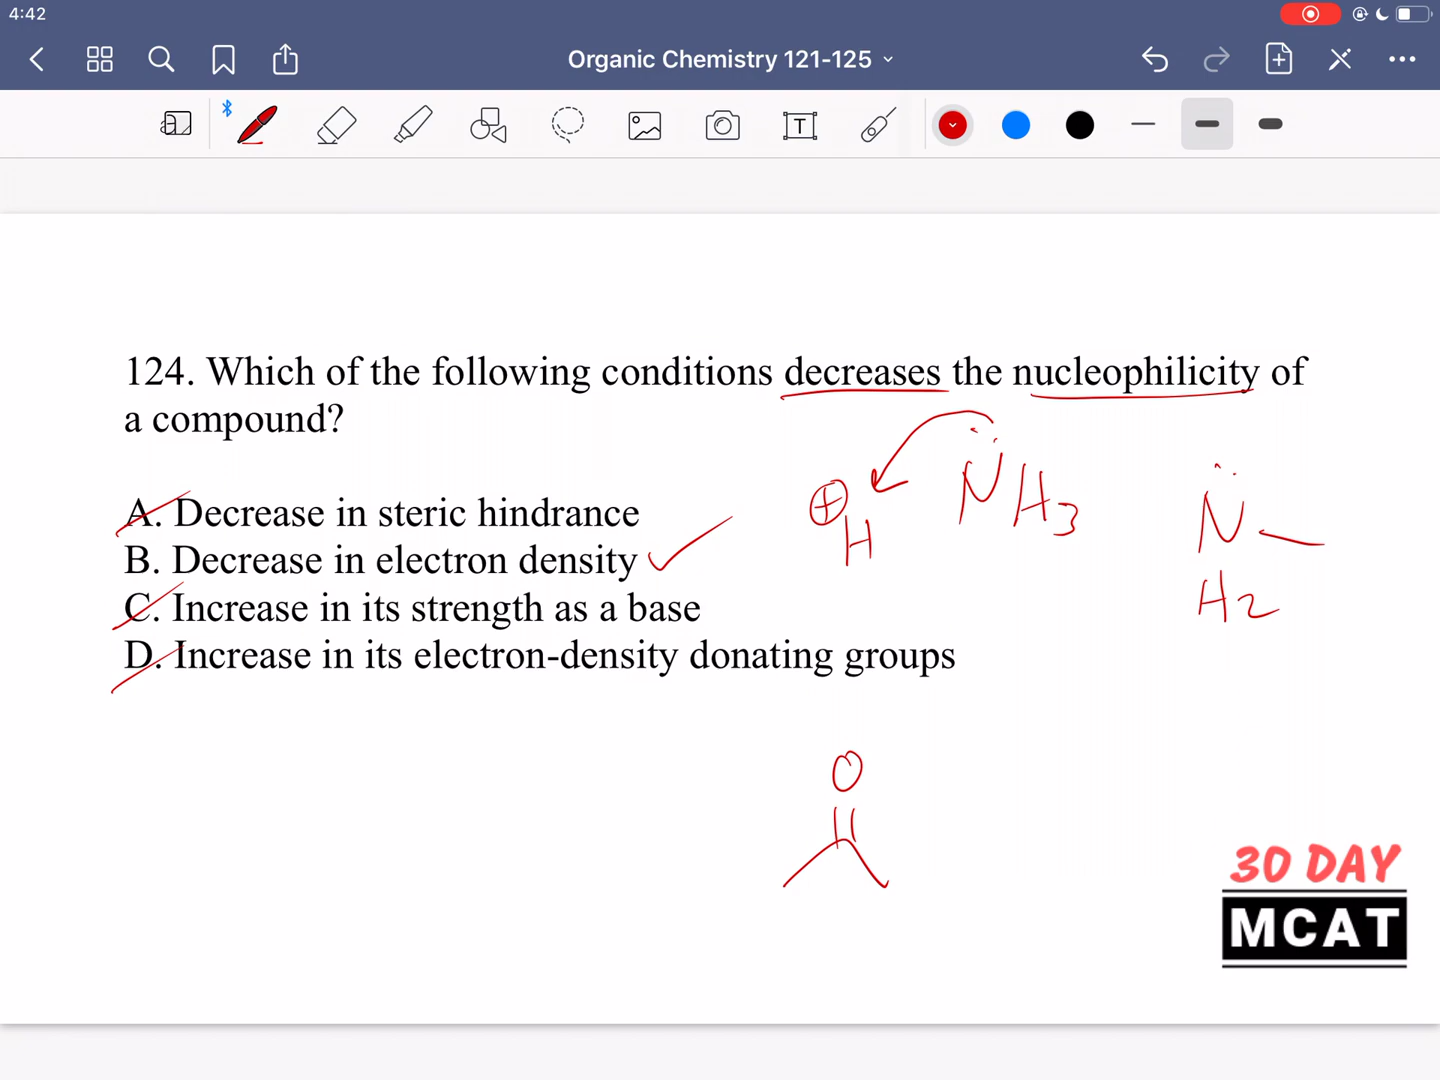 4:42
Organic Chemistry 121-125
a
T
124. Which of the following conditions decreases the nucleophilicity of
a compound?
A. Decrease in steric hindrance
B. Decrease in electron density
C. Increase in its strength as a base
D. Increase in its electron-density donating groups
⊕
H
NH3
N
H2
O
30 DAY
MCAT